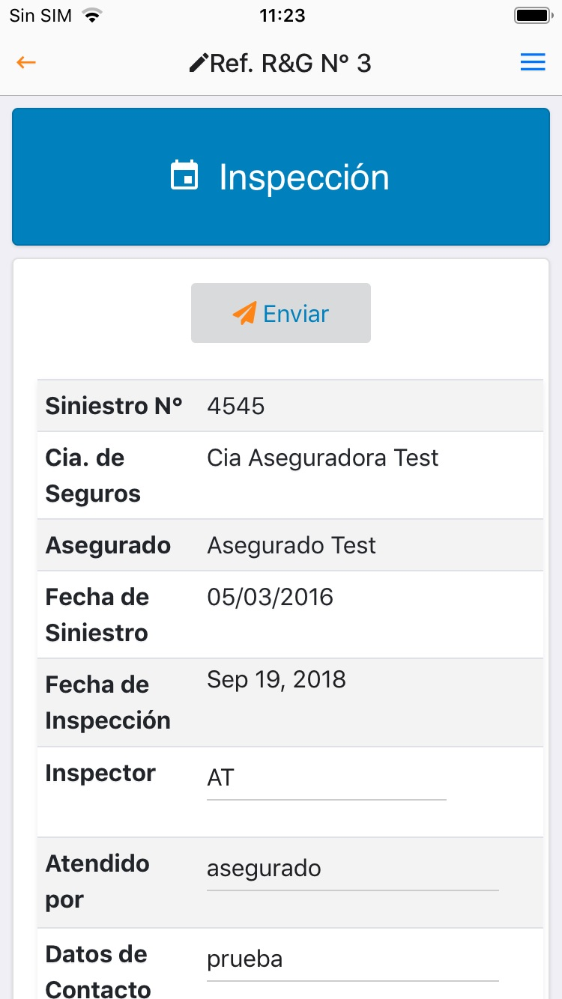 Sin SIM 11:23
Ref. R&G N° 3
Inspección
Enviar
Siniestro N° 4545
Cia. de Cia Aseguradora Test
Seguros
Asegurado Asegurado Test
Fecha de 05/03/2016
Siniestro
Fecha de Sep 19, 2018
Inspección
Inspector AT
Atendido asegurado
por
Datos de prueba
Contacto